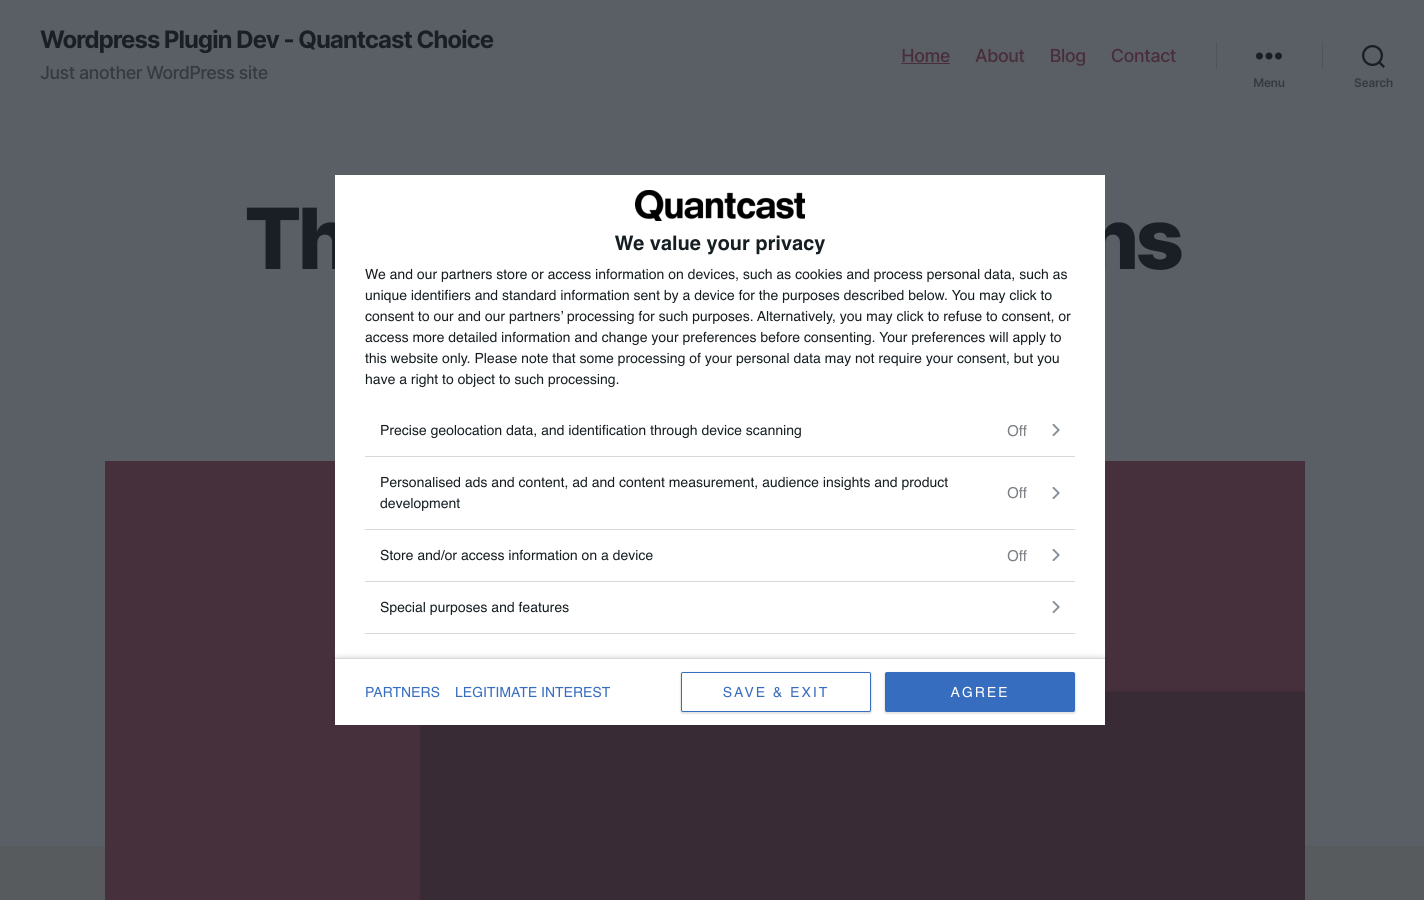 Wordpress Plugin Dev - Quantcast Choice
Just another WordPress site
Home About Blog Contact
Menu
Search
Quantcast
We value your privacy
We and our partners store or access information on devices, such as cookies and process personal data, such as
unique identifiers and standard information sent by a device for the purposes described below. You may click to
consent to our and our partners’ processing for such purposes. Alternatively, you may click to refuse to consent, or
access more detailed information and change your preferences before consenting. Your preferences will apply to
this website only. Please note that some processing of your personal data may not require your consent, but you
have a right to object to such processing.
Precise geolocation data, and identification through device scanning Off
Personalised ads and content, ad and content measurement, audience insights and product
development Off
Store and/or access information on a device Off
Special purposes and features
PARTNERS LEGITIMATE INTEREST SAVE & EXIT AGREE